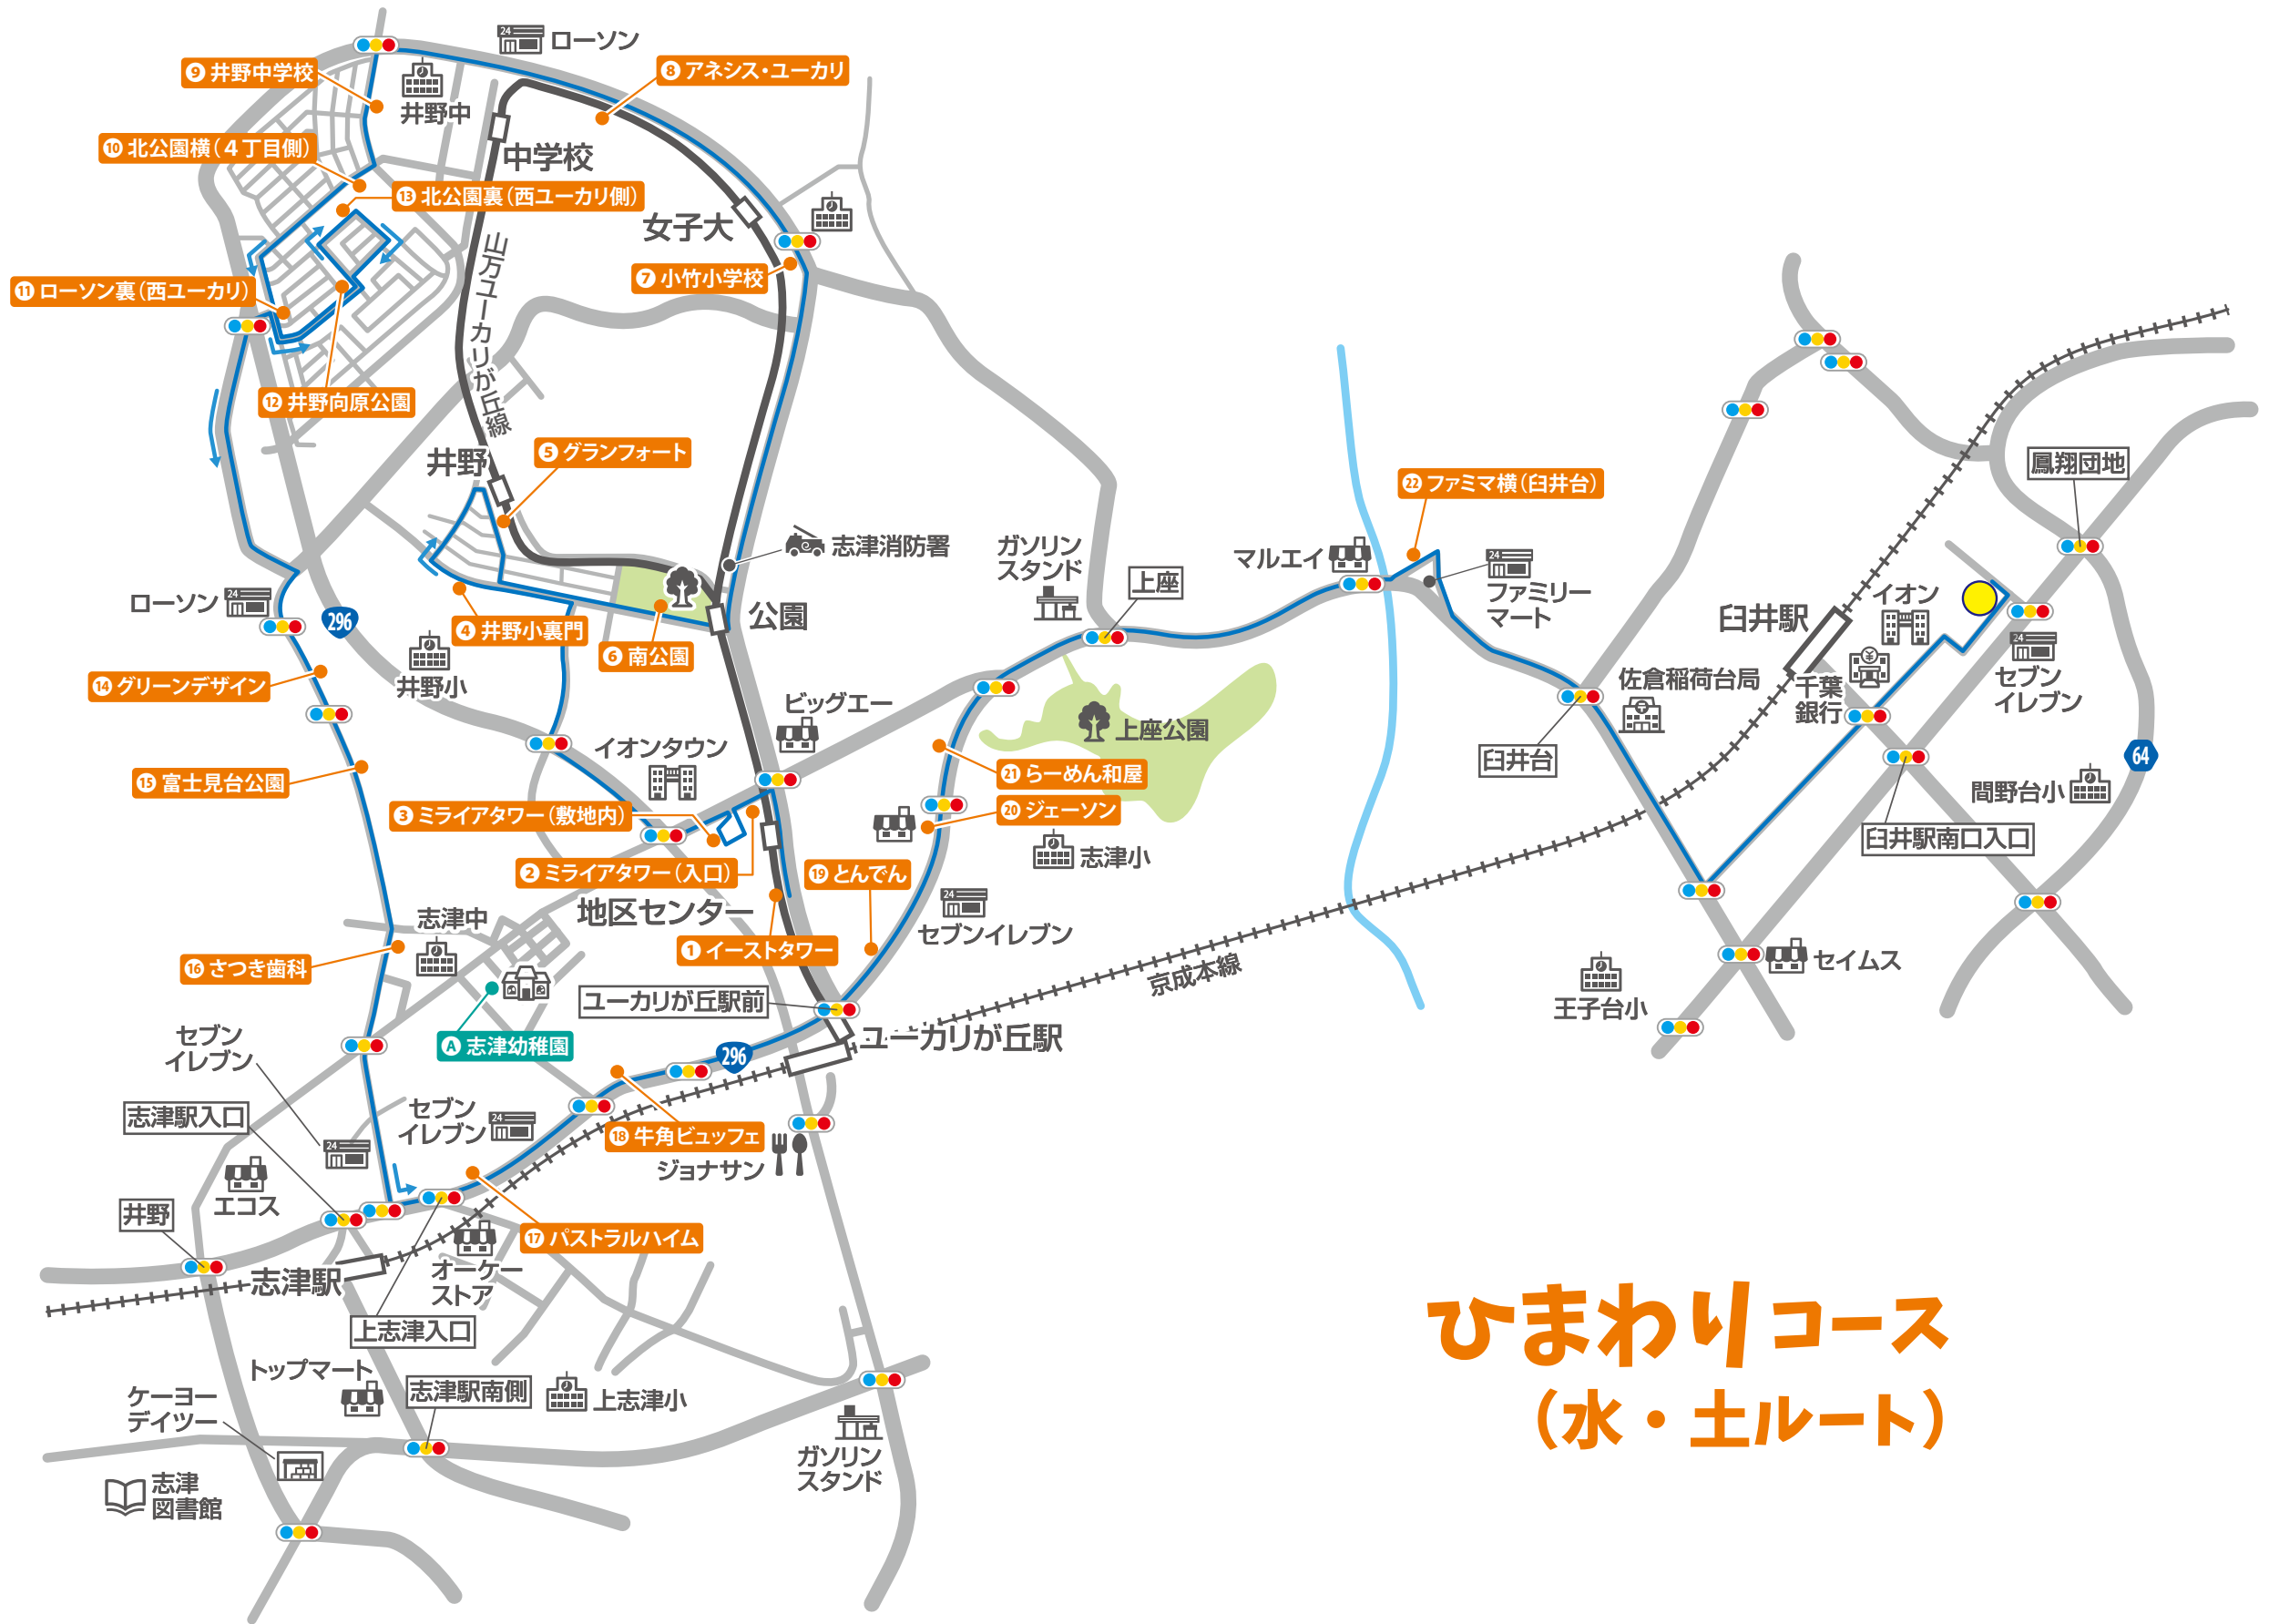 ローソン
24
⑨ 井野中学校
⑧ アネシス・ユーカリ
井野中
⑩ 北公園横（４丁目側）
中学校
⑬ 北公園裏（西ユーカリ側）
女子大
山万ユーカリが丘線
⑦ 小竹小学校
⑪ ローソン裏（西ユーカリ）
⑫ 井野向原公園
井野
⑤ グランフォート
鳳翔団地
㉒ ファミマ横（臼井台）
志津消防署
ガソリン
スタンド
マルエイ
24
上座
ファミリー
マート
イオン
ローソン
24
296
公園
臼井駅
④ 井野小裏門
24
セブン
イレブン
⑥ 南公園
井野小
⑭ グリーンデザイン
佐倉稲荷台局
千葉
銀行
ビッグエー
上座公園
イオンタウン
臼井台
64
⑮ 富士見台公園
㉑ らーめん和屋
間野台小
③ ミライアタワー（敷地内）
⑳ ジェーソン
臼井駅南口入口
志津小
② ミライアタワー（入口）
⑲ とんでん
24
セブンイレブン
地区センター
志津中
① イーストタワー
セイムス
⑯ さつき歯科
京成本線
王子台小
ユーカリが丘駅前
セブン
イレブン
Ⓐ 志津幼稚園
296
ユーカリが丘駅
志津駅入口
セブン
イレブン
24
24
⑱ 牛角ビュッフェ
ジョナサン
エコス
井野
⑰ パストラルハイム
オーケー
ストア
志津駅
上志津入口
ひまわりコース
（水・土ルート）
トップマート
志津駅南側
上志津小
ケーヨー
デイツー
ガソリン
スタンド
志津
図書館